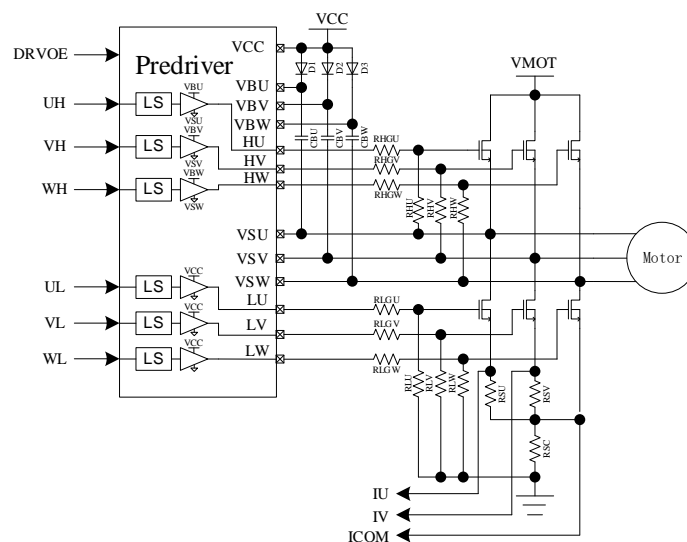 VCC
DRVOE
Predriver
VCC
D1
D2
D3
VMOT
VBU
UH
LS
VBU
VSU
VBV
VBW
CBU
CBV
CBW
HU
RHGU
VH
LS
VBV
VSV
HV
RHGV
WH
LS
VBW
VSW
HW
RHGW
RHU
RHV
RHW
VSU
VSV
Motor
VSW
UL
LS
VCC
LU
RLGU
VL
LS
VCC
LV
RLGV
WL
LS
VCC
LW
RLGW
RLU
RLV
RLW
RSU
RSV
RSC
IU
IV
ICOM